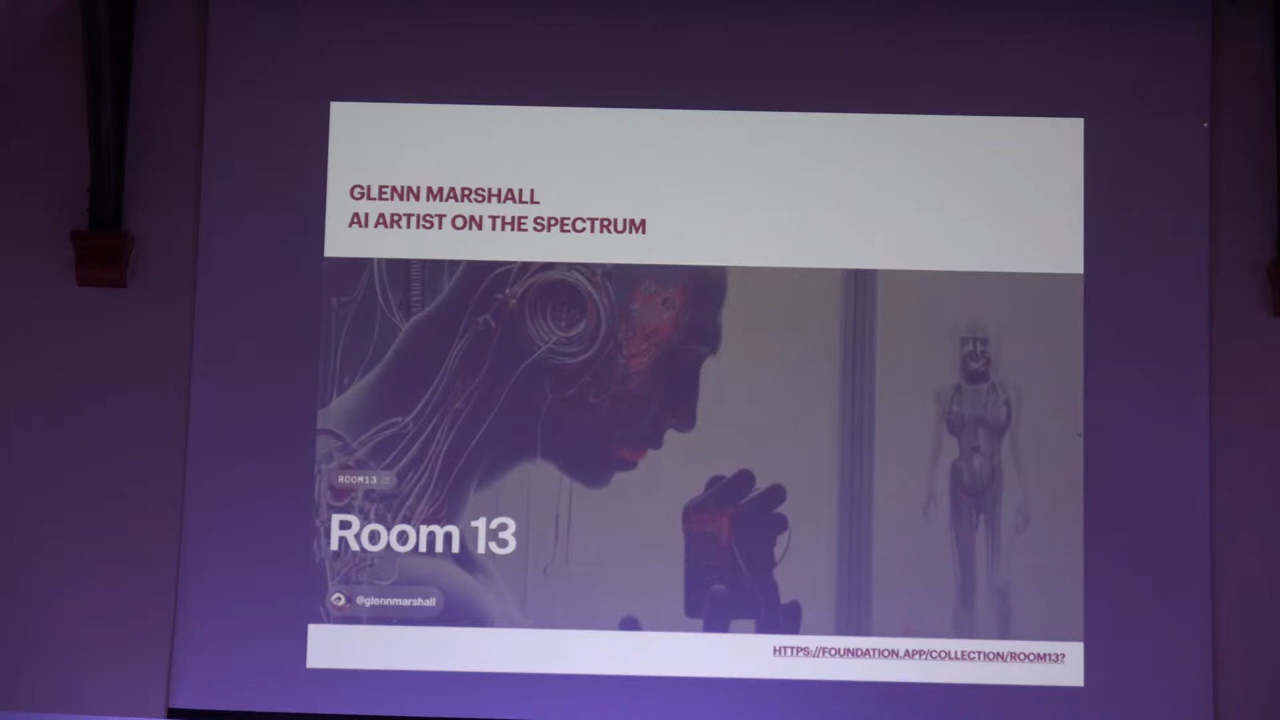 GLENN MARSHALL
AI ARTIST ON THE SPECTRUM
ROOM13
Room 13
@glennmarshall
HTTPS://FOUNDATION.APP/COLLECTION/ROOM13?